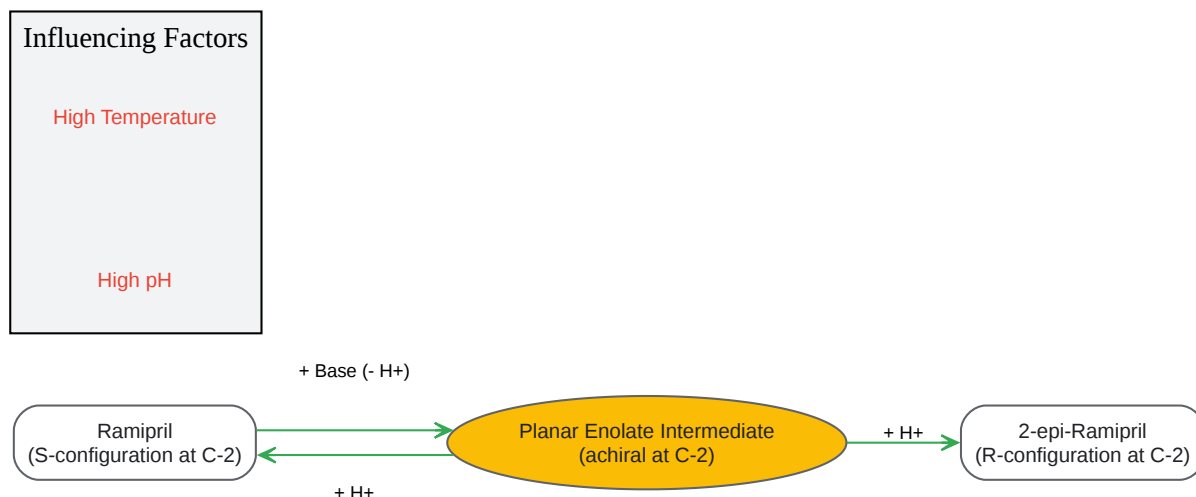 Influencing Factors
High Temperature
High pH
+ Base (- H+)
Ramipril
(S-configuration at C-2)
Planar Enolate Intermediate
(achiral at C-2)
+ H+
2-epi-Ramipril
(R-configuration at C-2)
+ H+